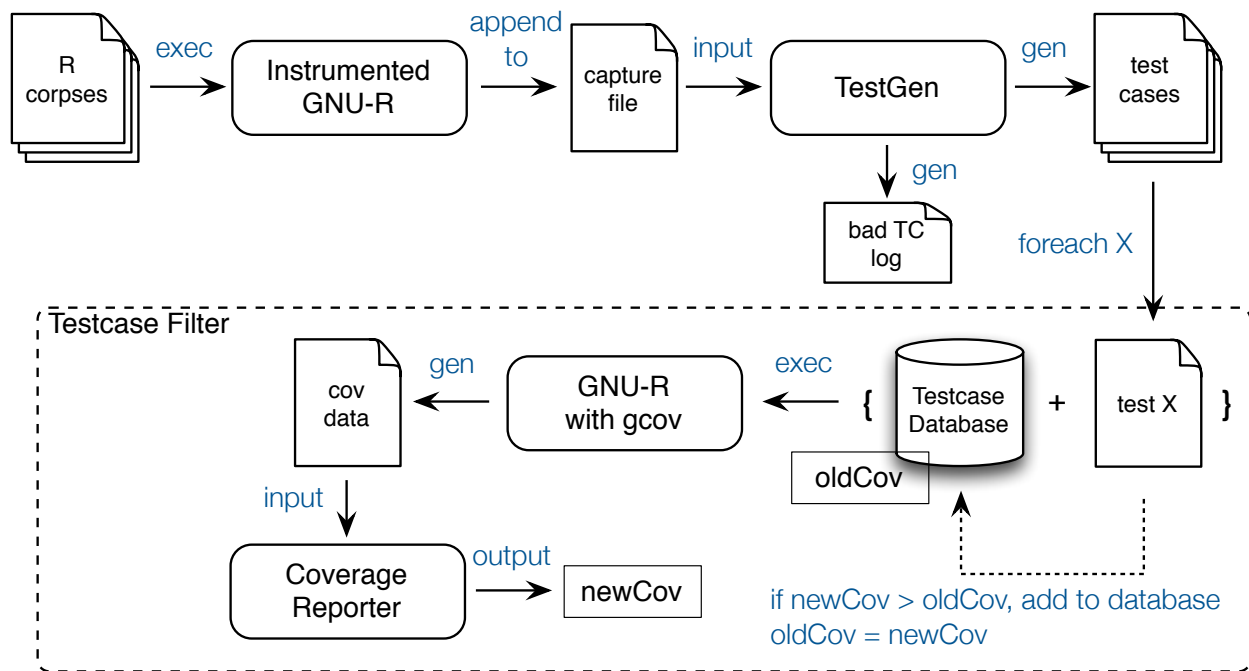 R
corpses
exec
Instrumented
GNU-R
append
to
capture
file
input
TestGen
gen
test
cases
gen
bad TC
log
foreach X
Testcase Filter
cov
data
gen
GNU-R
with gcov
exec
{
Testcase
Database
+
test X
}
oldCov
input
Coverage
Reporter
output
newCov
if newCov > oldCov, add to database
oldCov = newCov